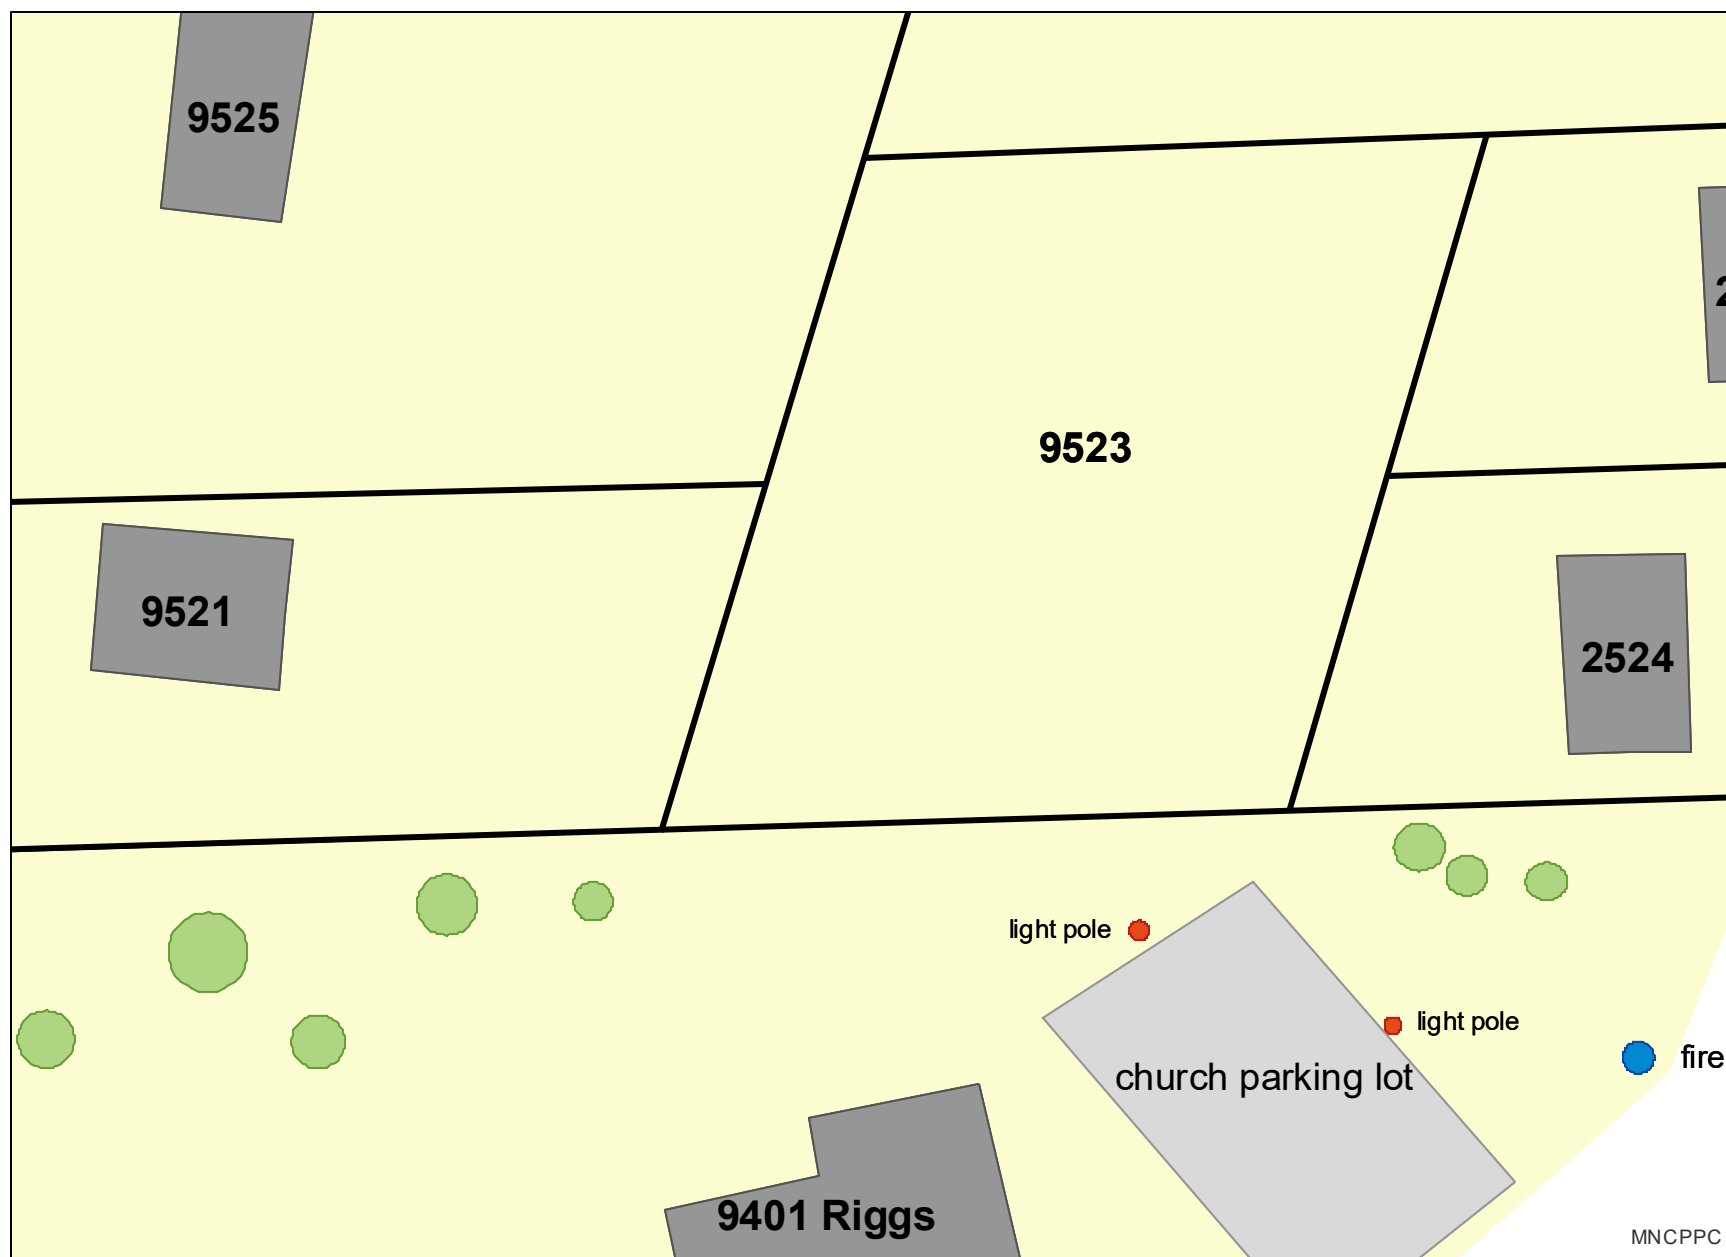 9525
9523
9521
2524
light pole
light pole
fire
church parking lot
9401 Riggs
MNCPPC